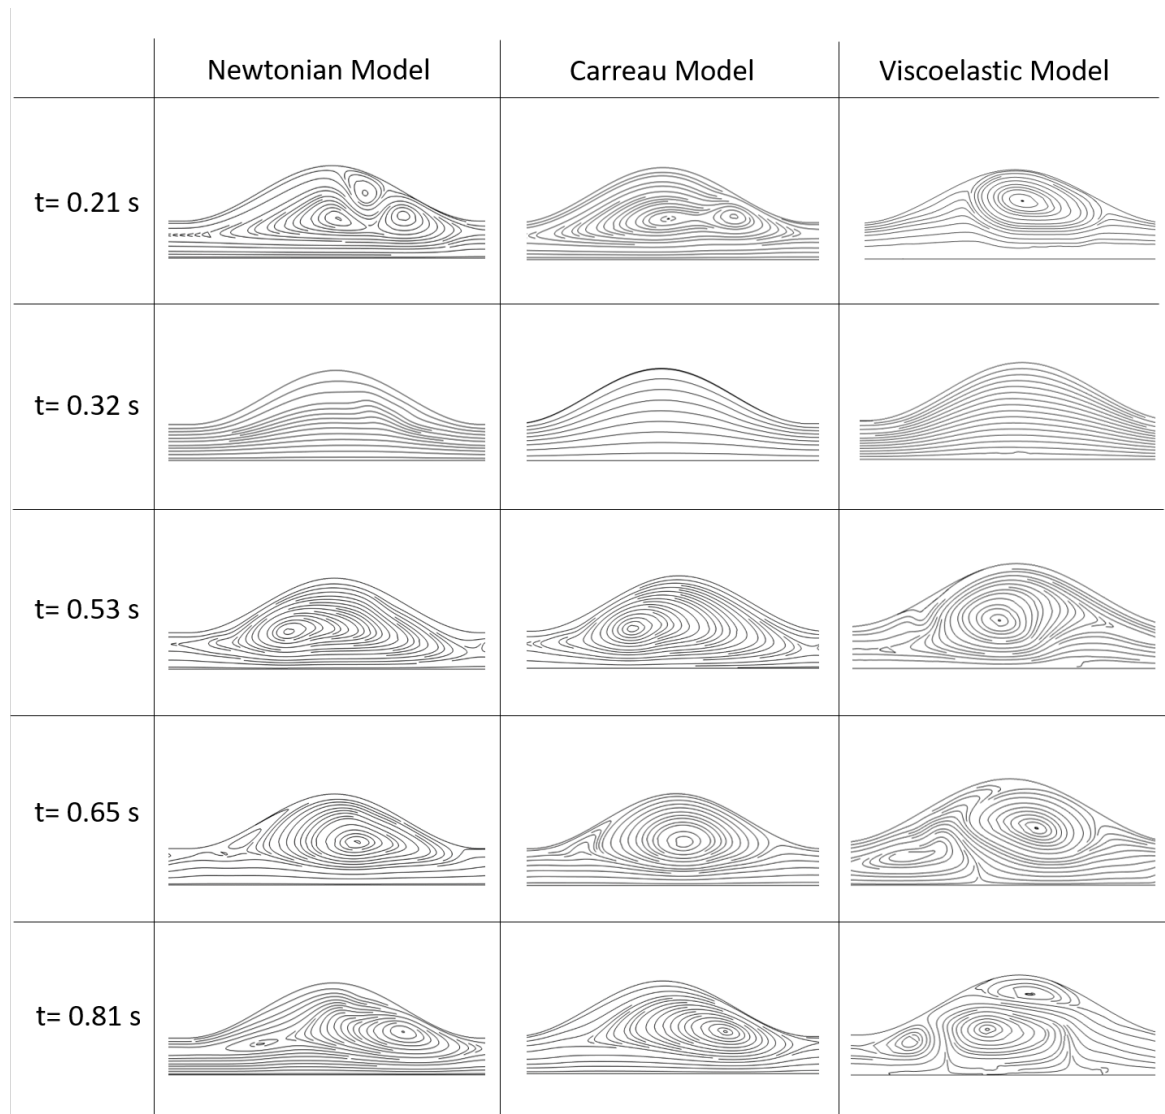 Newtonian Model
Carreau Model
Viscoelastic Model
t= 0.21 s
t= 0.32 s
t= 0.53 s
t= 0.65 s
t= 0.81 s